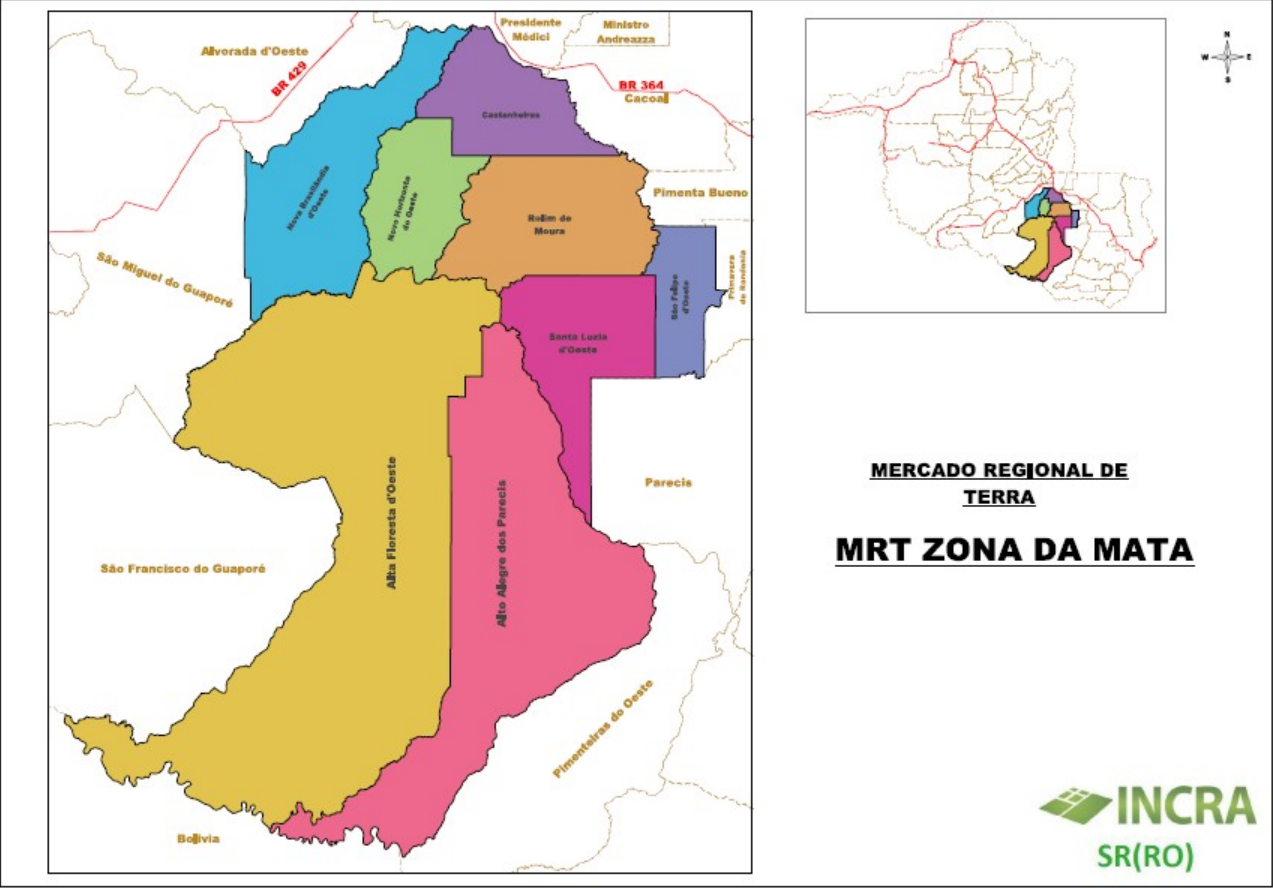 Presidente
Médici
Ministro
Andreazza
Alvorada d'Oeste
BR 429
BR 364
Cacoal
Castanheiras
Nova Brasilândia
d'Oeste
Novo Horizonte
do Oeste
Rolim de
Moura
Pimenta Bueno
São Miguel do Guaporé
São Felipe
d'Oeste
Primavera
de Rondonia
Santa Luzia
d'Oeste
Alta Floresta d'Oeste
Alto Alegre dos Parecis
Parecis
São Francisco do Guaporé
Pimenteiras do Oeste
Bolívia
N
W E
S
MERCADO REGIONAL DE
TERRA
MRT ZONA DA MATA
INCRA
SR(RO)